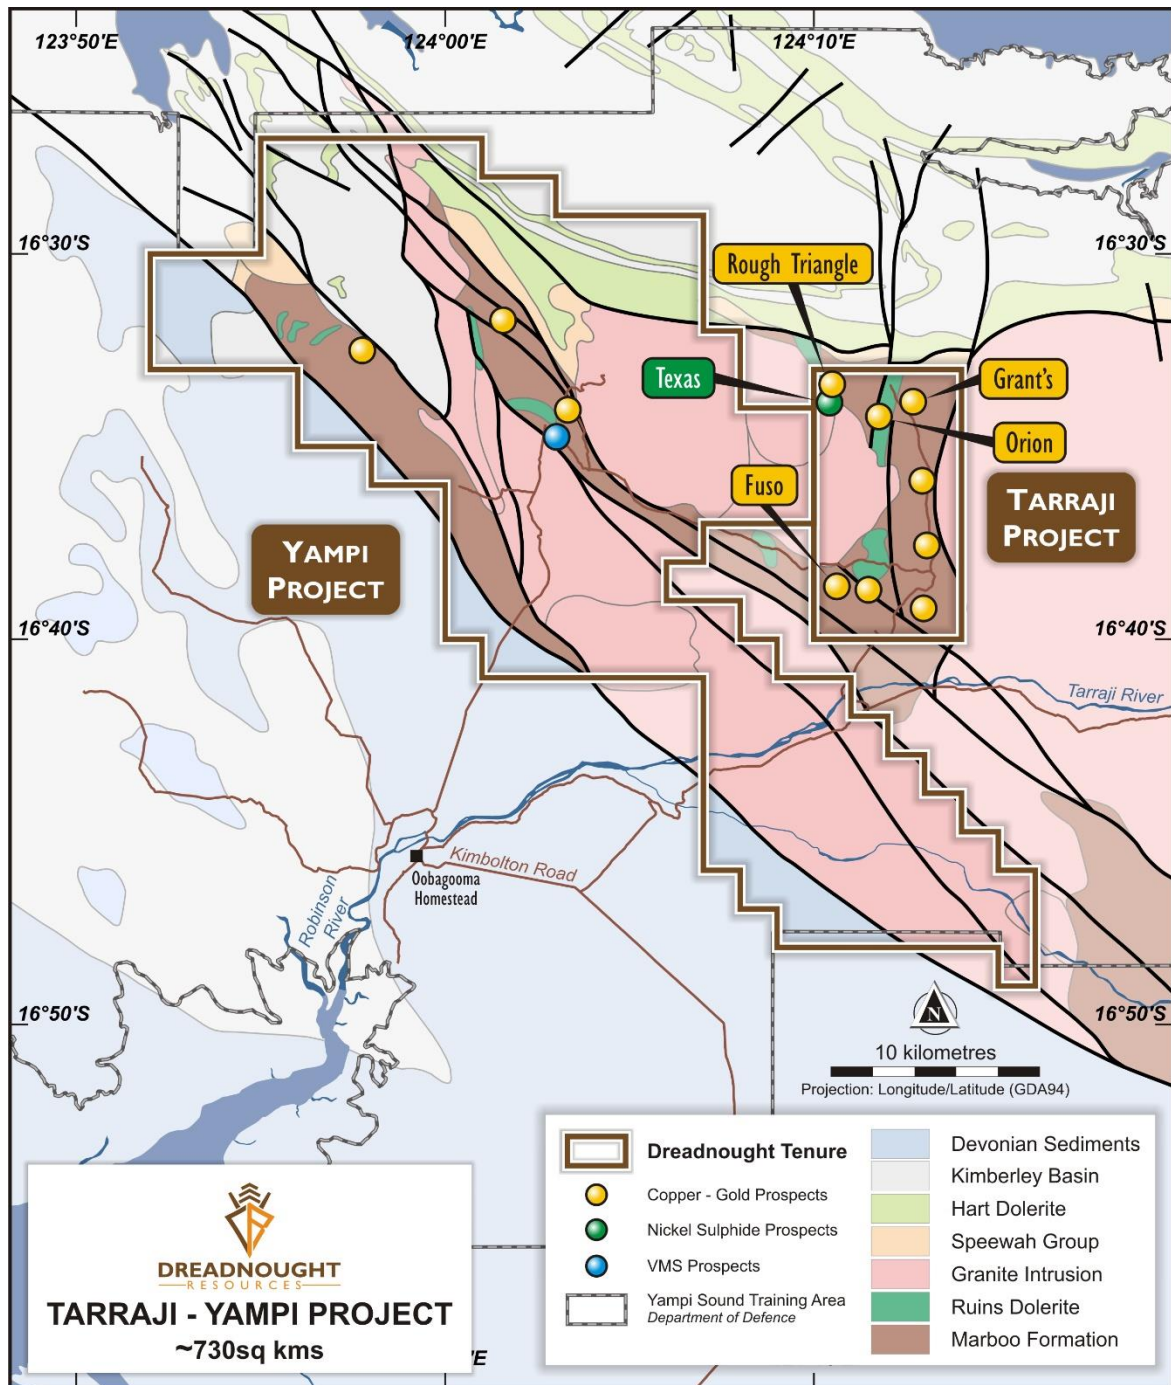 123°50'E
124°00'E
124°10'E
16°30'S
16°30'S
Rough Triangle
Texas
Grant's
Orion
Fuso
TARRAJI
PROJECT
YAMPI
PROJECT
16°40'S
16°40'S
Tarraji River
Kimbolton Road
Oobagooma
Homestead
Robinson
River
16°50'S
16°50'S
N
10 kilometres
Projection: Longitude/Latitude (GDA94)
Dreadnought Tenure
Copper - Gold Prospects
Nickel Sulphide Prospects
VMS Prospects
Yampi Sound Training Area
Department of Defence
Devonian Sediments
Kimberley Basin
Hart Dolerite
Speewah Group
Granite Intrusion
Ruins Dolerite
Marboo Formation
DREADNOUGHT
RESOURCES
TARRAJI - YAMPI PROJECT
~730sq kms